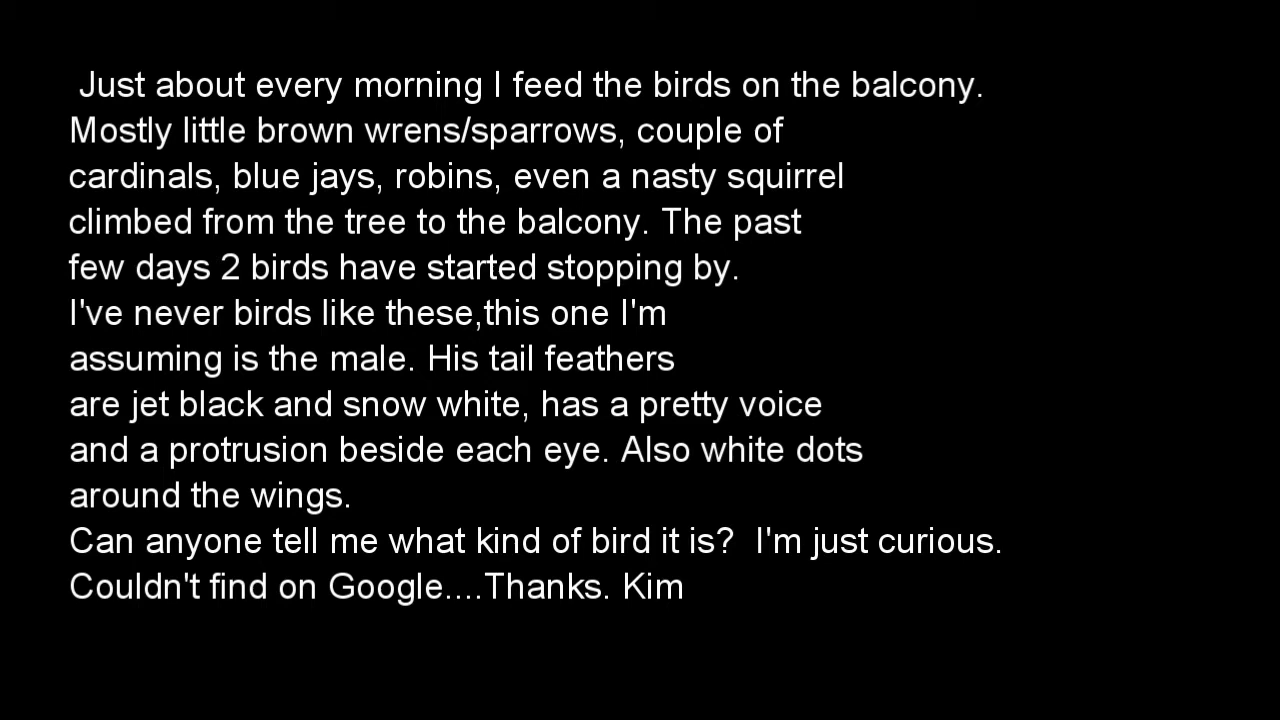 Just about every morning I feed the birds on the balcony.
Mostly little brown wrens/sparrows, couple of
cardinals, blue jays, robins, even a nasty squirrel
climbed from the tree to the balcony. The past
few days 2 birds have started stopping by.
I've never birds like these,this one I'm
assuming is the male. His tail feathers
are jet black and snow white, has a pretty voice
and a protrusion beside each eye. Also white dots
around the wings.
Can anyone tell me what kind of bird it is?  I'm just curious.
Couldn't find on Google....Thanks. Kim